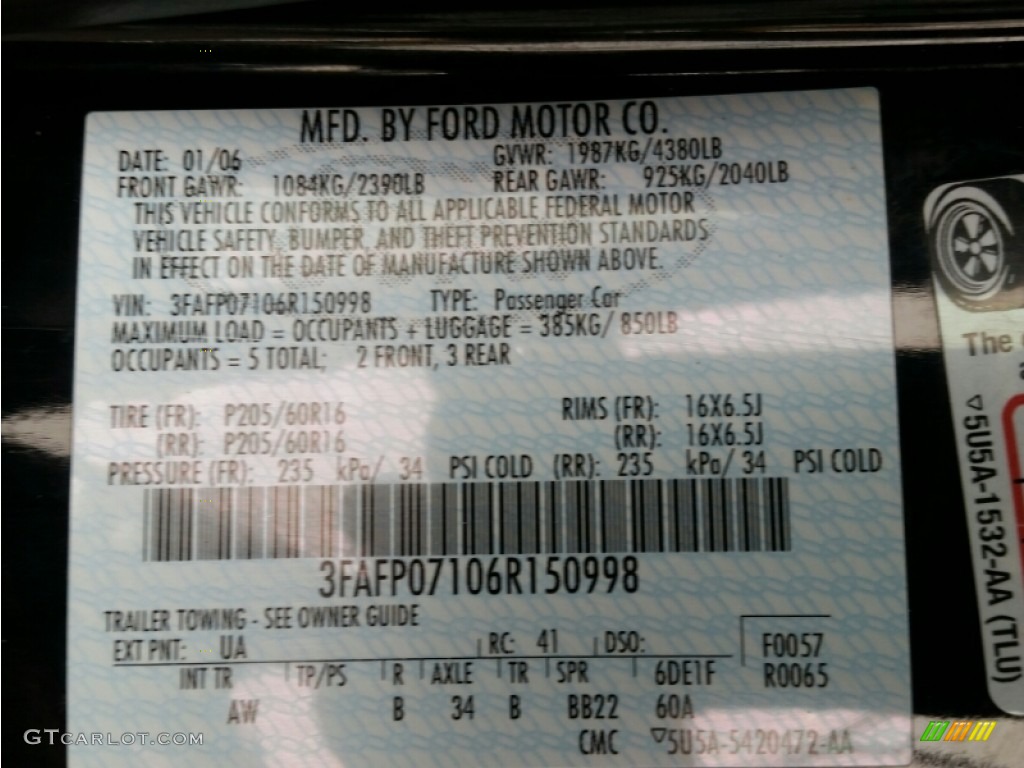 MFD. BY FORD MOTOR CO.
DATE: 01/06 GVWR: 1987KG/4380LB
FRONT GAWR: 1084KG/2390LB REAR GAWR: 925KG/2040LB
THIS VEHICLE CONFORMS TO ALL APPLICABLE FEDERAL MOTOR
VEHICLE SAFETY, BUMPER, AND THEFT PREVENTION STANDARDS
IN EFFECT ON THE DATE OF MANUFACTURE SHOWN ABOVE.
VIN: 3FAFP07106R150998 TYPE: Passenger Car
MAXIMUM LOAD = OCCUPANTS + LUGGAGE = 385KG/ 850LB
OCCUPANTS = 5 TOTAL; 2 FRONT, 3 REAR
TIRE (FR): P205/60R16 RIMS (FR): 16X6.5J
(RR): P205/60R16 (RR): 16X6.5J
PRESSURE (FR): 235 kPa/ 34 PSI COLD (RR): 235 kPa/ 34 PSI COLD
3FAFP07106R150998
TRAILER TOWING - SEE OWNER GUIDE
EXT PNT: UA RC: 41 DSO: F0057
INT TR TP/PS R AXLE TR SPR 6DE1F R0065
AW B 34 B BB22 60A
CMC ▽5U5A-5420472-AA
The
▽5U5A-1532-AA (TLU)
GTCARLOT.COM